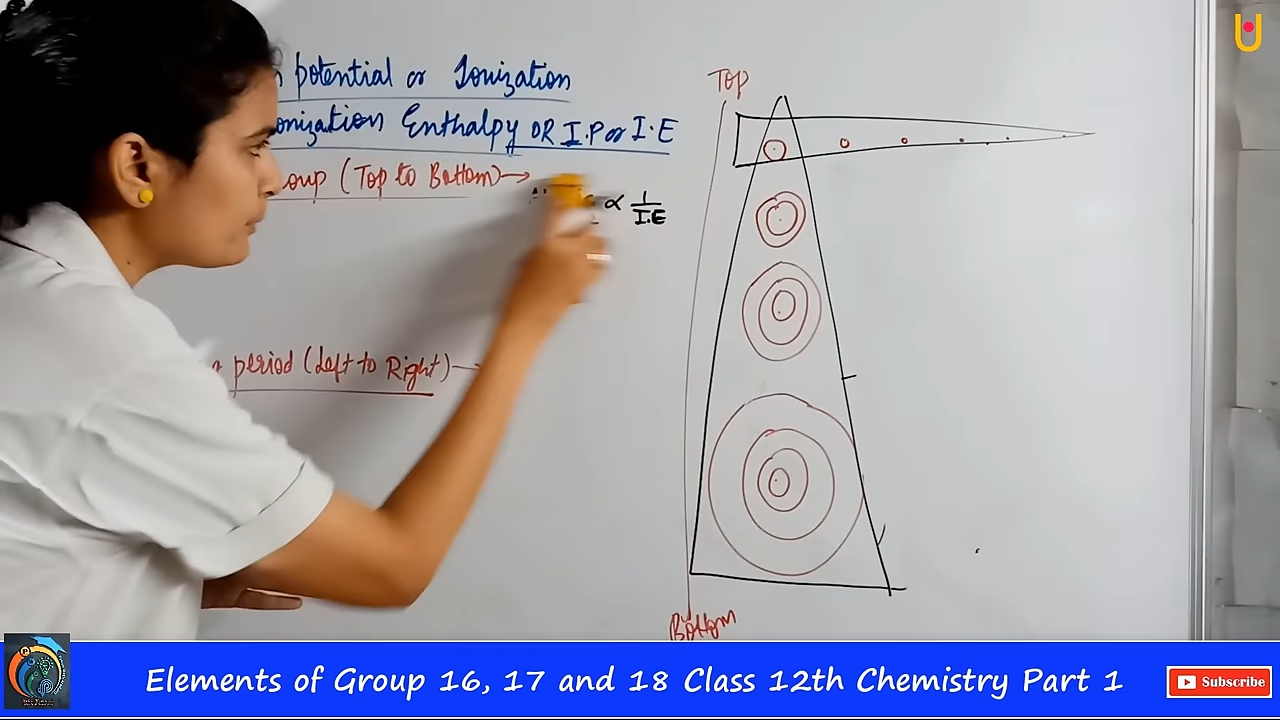 potential or Ionization
onization Enthalpy OR I.P or I.E
oup (Top to Bottom) →
∝ 1/I.E
period (Left to Right) →
Top
Bottom
Elements of Group 16, 17 and 18 Class 12th Chemistry Part 1
Subscribe